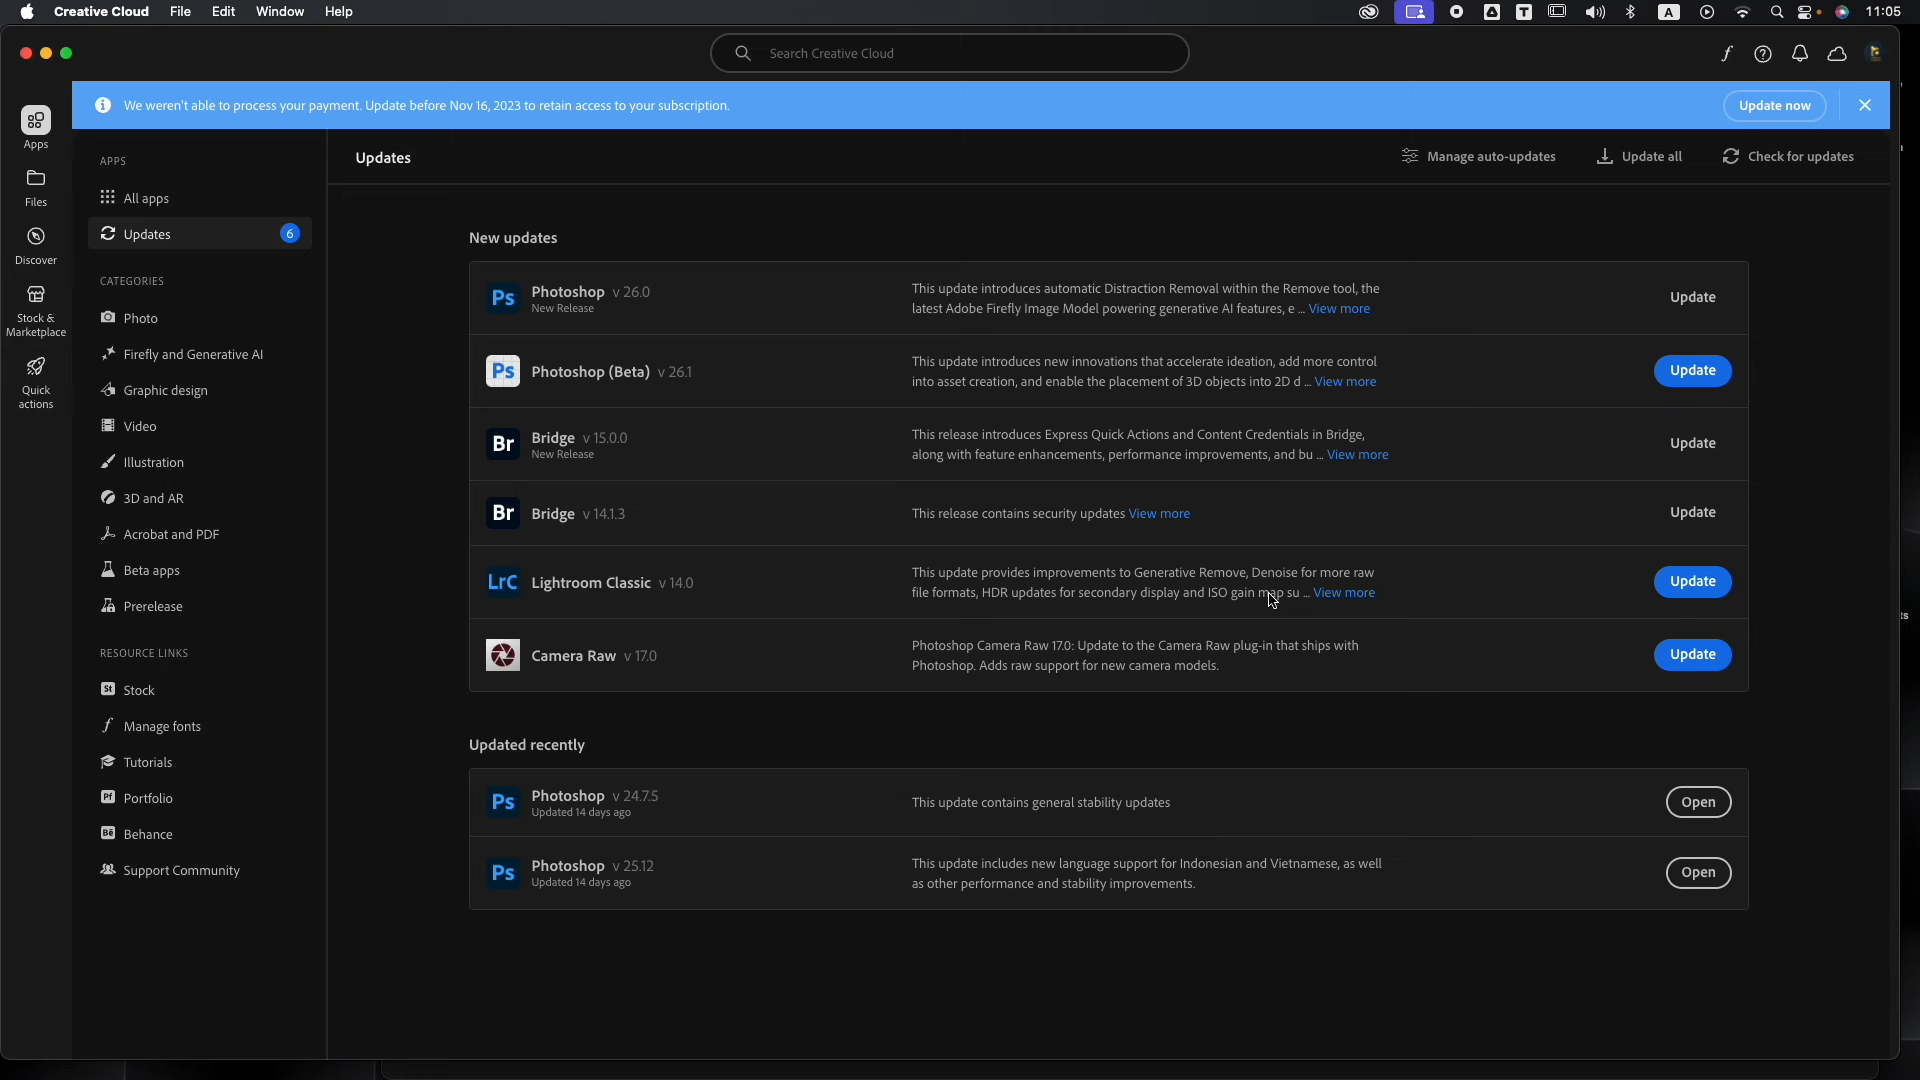 Creative Cloud File Edit Window Help
T A 11:05
Search Creative Cloud
We weren't able to process your payment. Update before Nov 16, 2023 to retain access to your subscription.
Update now
Apps
Files
Discover
Stock &
Marketplace
Quick
actions
APPS
All apps
Updates 6
CATEGORIES
Photo
Firefly and Generative AI
Graphic design
Video
Illustration
3D and AR
Acrobat and PDF
Beta apps
Prerelease
RESOURCE LINKS
St Stock
Manage fonts
Tutorials
Pf Portfolio
Bē Behance
Support Community
Updates
Manage auto-updates
Update all
Check for updates
New updates
Ps Photoshop v 26.0
New Release
This update introduces automatic Distraction Removal within the Remove tool, the
latest Adobe Firefly Image Model powering generative AI features, e ... View more
Update
Ps Photoshop (Beta) v 26.1
This update introduces new innovations that accelerate ideation, add more control
into asset creation, and enable the placement of 3D objects into 2D d ... View more
Update
Br Bridge v 15.0.0
New Release
This release introduces Express Quick Actions and Content Credentials in Bridge,
along with feature enhancements, performance improvements, and bu ... View more
Update
Br Bridge v 14.1.3
This release contains security updates View more
Update
LrC Lightroom Classic v 14.0
This update provides improvements to Generative Remove, Denoise for more raw
file formats, HDR updates for secondary display and ISO gain map su ... View more
Update
Camera Raw v 17.0
Photoshop Camera Raw 17.0: Update to the Camera Raw plug-in that ships with
Photoshop. Adds raw support for new camera models.
Update
Updated recently
Ps Photoshop v 24.7.5
Updated 14 days ago
This update contains general stability updates
Open
Ps Photoshop v 25.12
Updated 14 days ago
This update includes new language support for Indonesian and Vietnamese, as well
as other performance and stability improvements.
Open